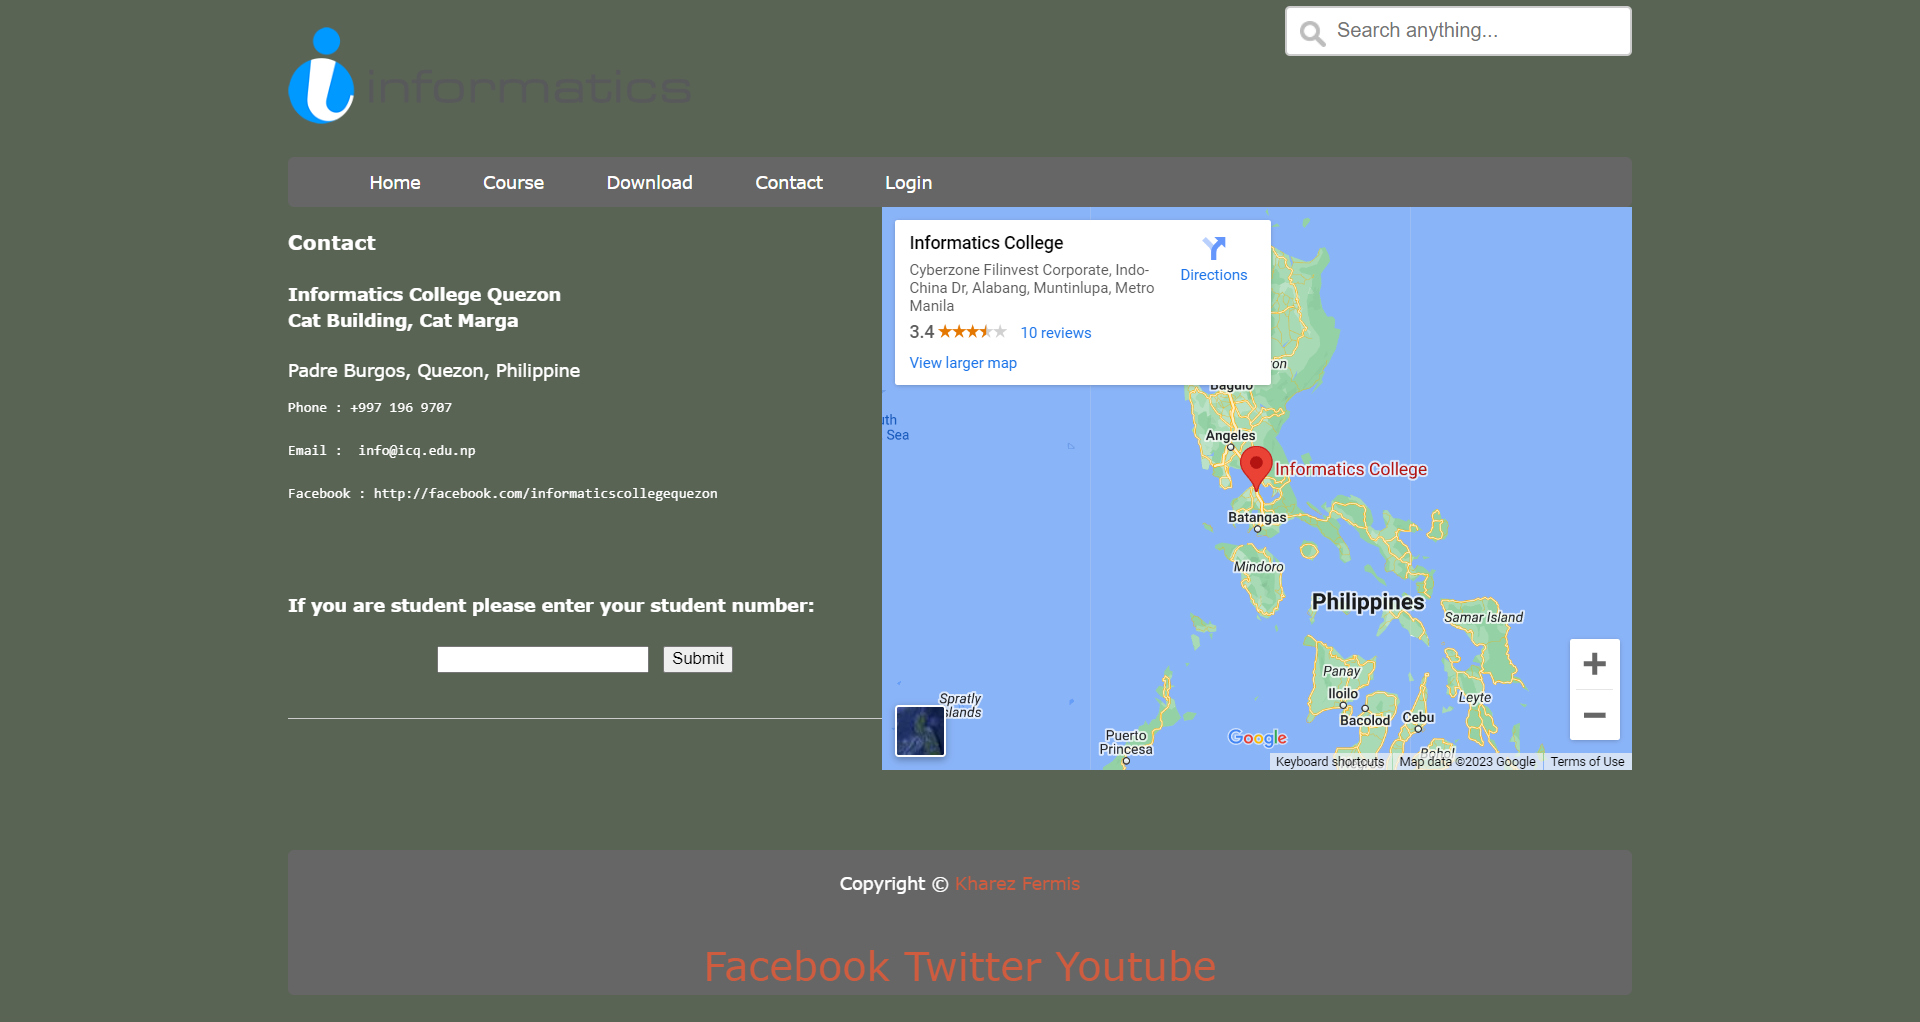 informatics
Search anything...
Home Course Download Contact Login
Contact
Informatics College Quezon
Cat Building, Cat Marga
Padre Burgos, Quezon, Philippine
Phone : +997 196 9707
Email :  info@icq.edu.np
Facebook : http://facebook.com/informaticscollegequezon
If you are student please enter your student number:
Submit
Informatics College
Directions
Cyberzone Filinvest Corporate, Indo-
China Dr, Alabang, Muntinlupa, Metro
Manila
3.4 10 reviews
View larger map
Baguio
Sea
Angeles
Informatics College
Batangas
Mindoro
Philippines
Samar Island
Panay
Iloilo
Leyte
Bacolod
Cebu
Spratly
Puerto
Princesa
Google
Bohol
Keyboard shortcuts Map data ©2023 Google Terms of Use
Copyright © Kharez Fermis
Facebook Twitter Youtube